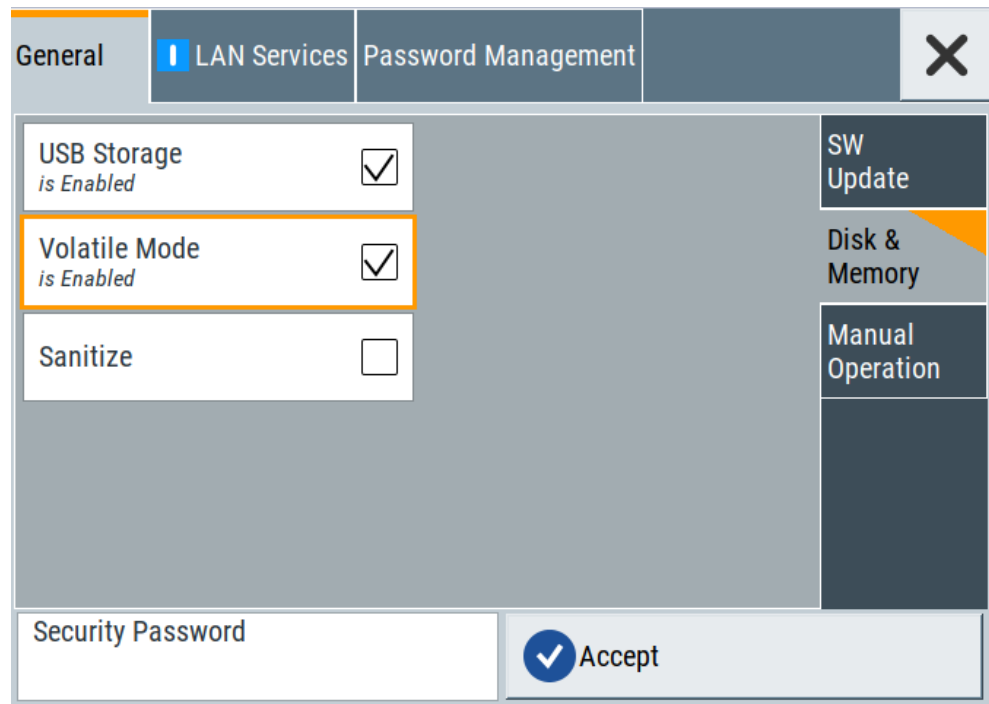 General
LAN Services
Password Management
USB Storage
is Enabled
Volatile Mode
is Enabled
Sanitize
SW
Update
Disk &
Memory
Manual
Operation
Security Password
Accept